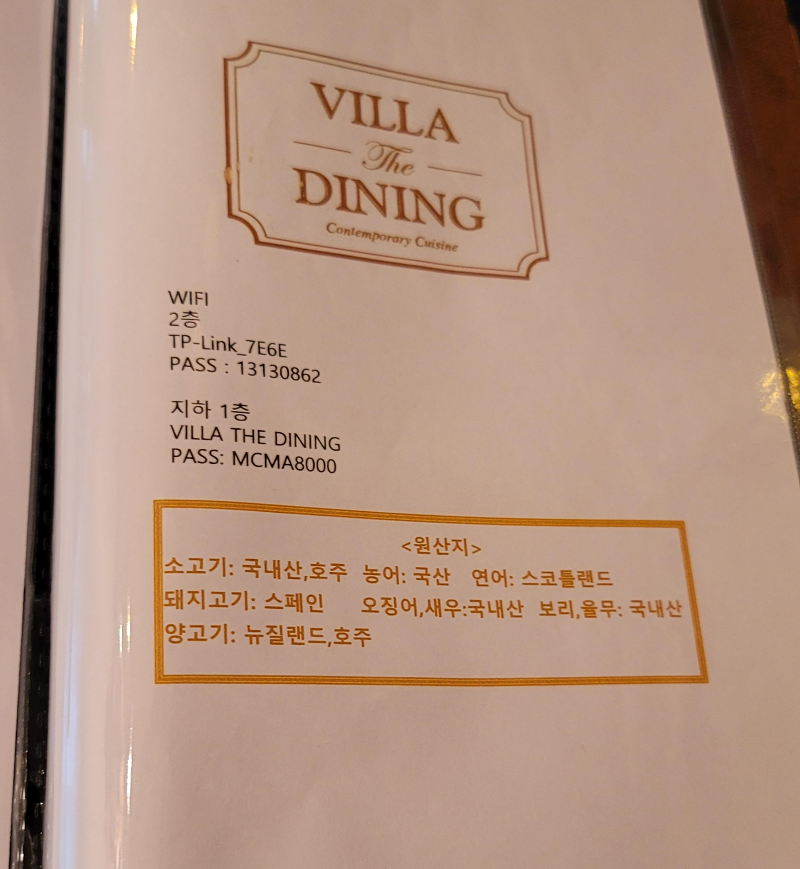 VILLA
The
DINING
Contemporary Cuisine
WIFI
2층
TP-Link_7E6E
PASS : 13130862
지하 1층
VILLA THE DINING
PASS: MCMA8000
<원산지>
소고기: 국내산,호주 농어: 국산 연어: 스코틀랜드
돼지고기: 스페인 오징어,새우:국내산 보리,율무: 국내산
양고기: 뉴질랜드,호주